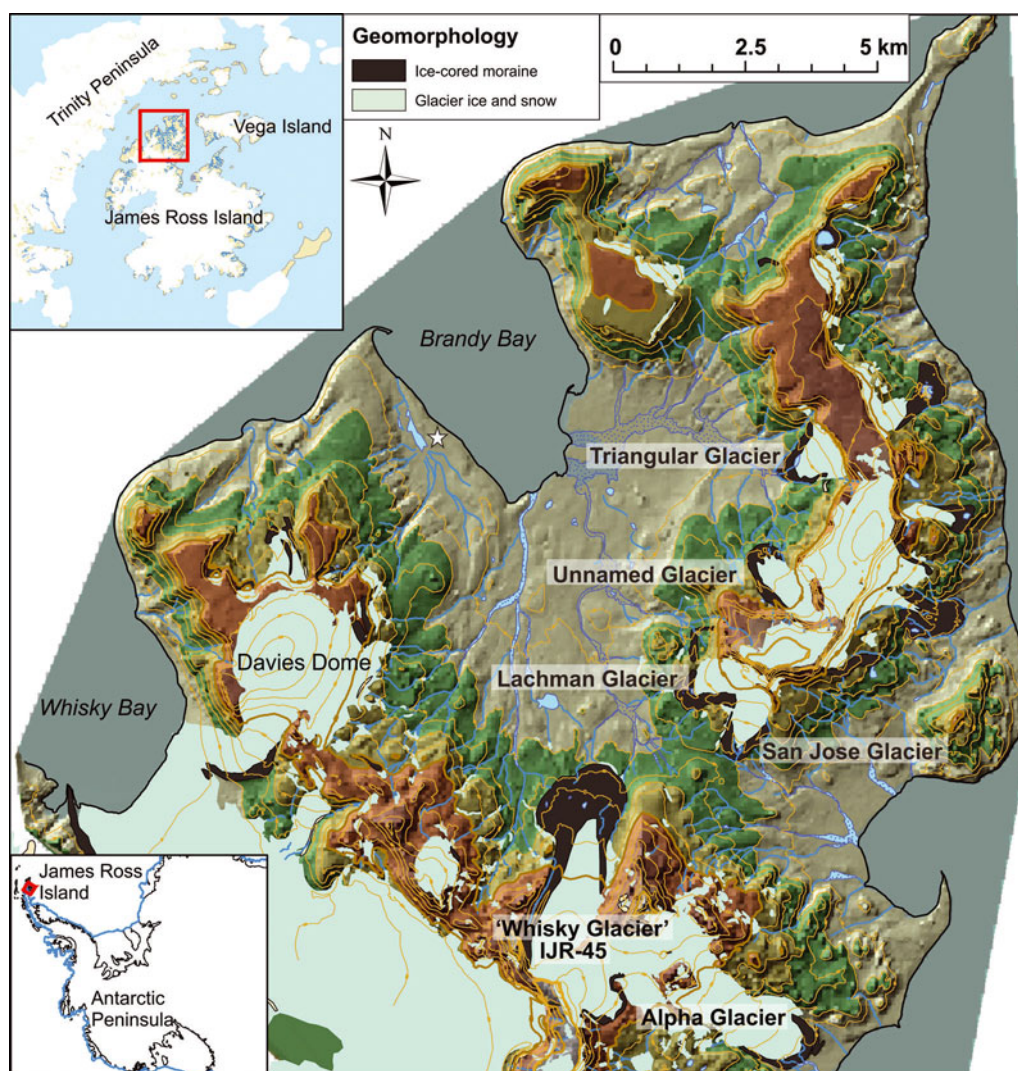 Trinity Peninsula
Vega Island
James Ross Island
Geomorphology
Ice-cored moraine
Glacier ice and snow
0 2.5 5 km
N
Brandy Bay
Triangular Glacier
Unnamed Glacier
Davies Dome
Lachman Glacier
Whisky Bay
San Jose Glacier
'Whisky Glacier'
IJR-45
Alpha Glacier
James Ross
Island
Antarctic
Peninsula